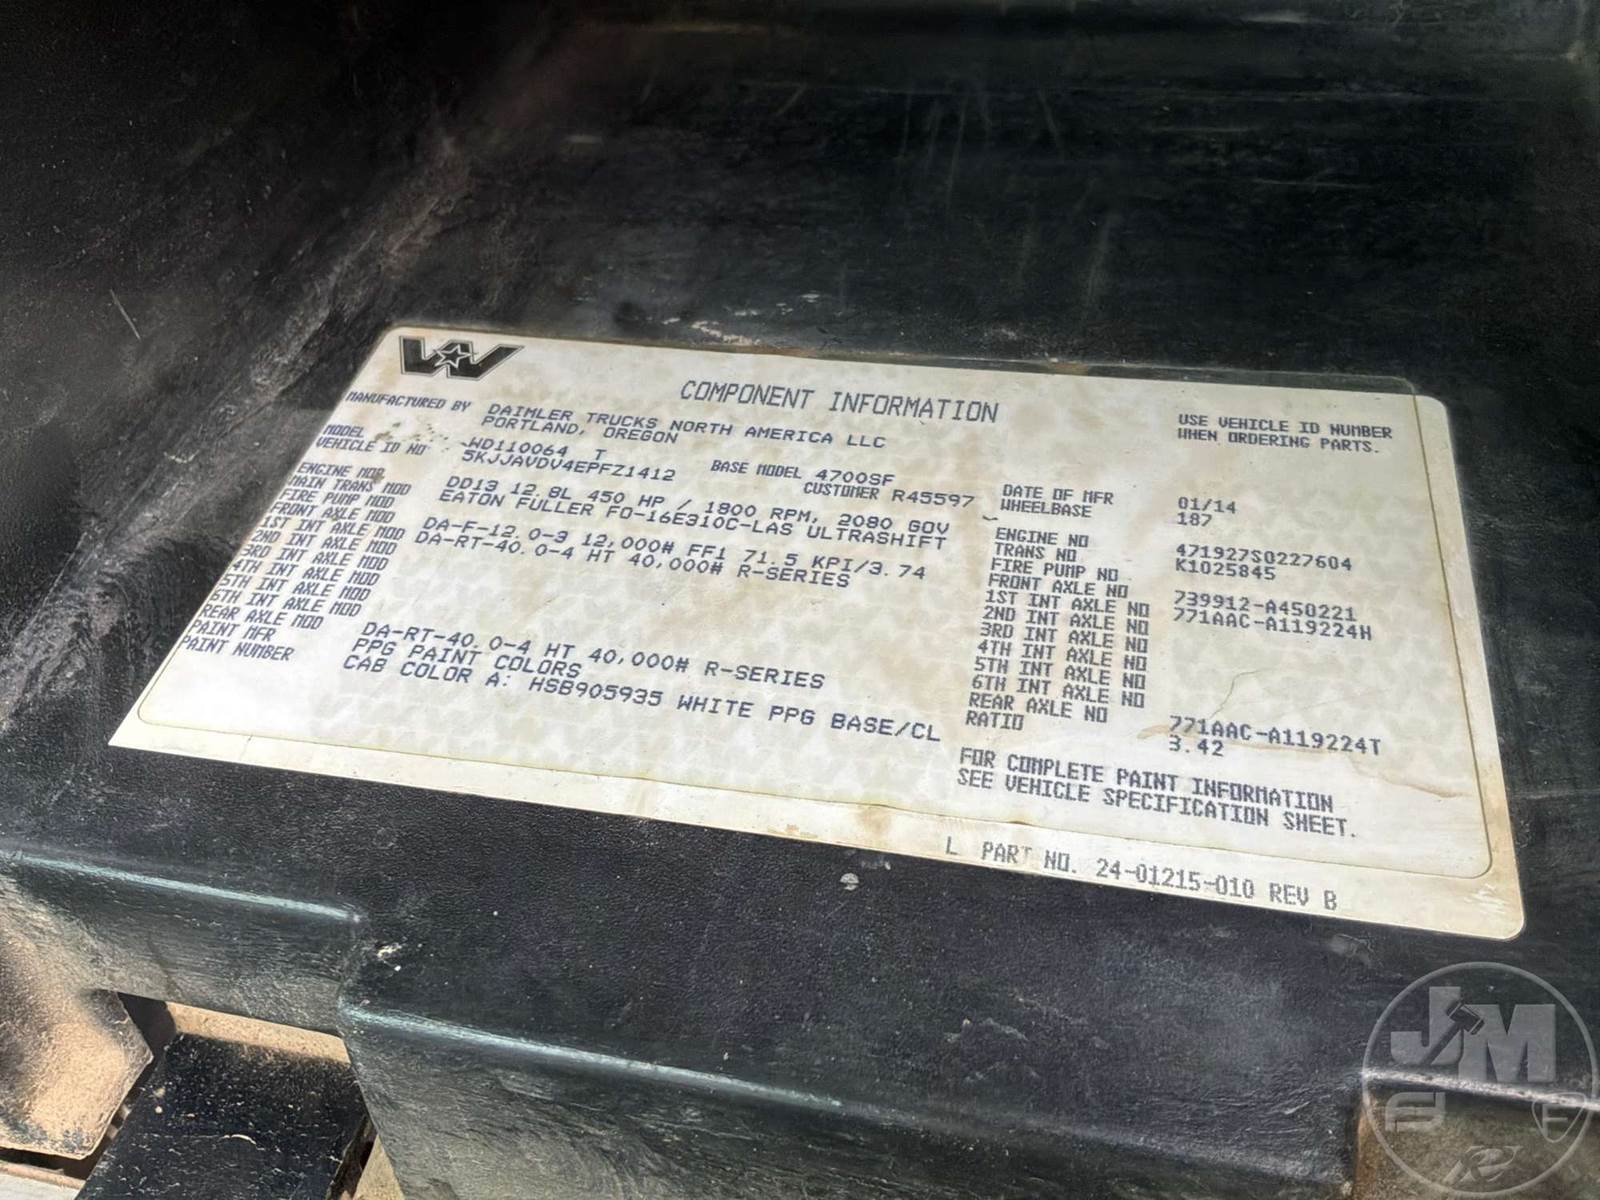 COMPONENT INFORMATION
USE VEHICLE ID NUMBER
WHEN ORDERING PARTS.
MANUFACTURED BY DAIMLER TRUCKS NORTH AMERICA LLC
PORTLAND, OREGON
MODEL WD110064 T BASE MODEL 4700SF
VEHICLE ID NO 5KJJAVDV4EPFZ1412 CUSTOMER R45597
DATE OF MFR 01/14
WHEELBASE 187
ENGINE MOD DD13 12.8L 450 HP / 1800 RPM, 2080 GOV
MAIN TRANS MOD EATON FULLER FO-16E310C-LAS ULTRASHIFT
FIRE PUMP MOD
FRONT AXLE MOD DA-F-12.0-3 12,000# FF1 71.5 KPI/3.74
1ST INT AXLE MOD DA-RT-40.0-4 HT 40,000# R-SERIES
2ND INT AXLE MOD
3RD INT AXLE MOD
4TH INT AXLE MOD
5TH INT AXLE MOD
6TH INT AXLE MOD
REAR AXLE MOD DA-RT-40.0-4 HT 40,000# R-SERIES
PAINT MFR PPG PAINT COLORS
PAINT NUMBER CAB COLOR A: HSB905935 WHITE PPG BASE/CL
ENGINE NO 471927S0227604
TRANS NO K1025845
FIRE PUMP NO
FRONT AXLE NO 739912-A450221
1ST INT AXLE NO 771AAC-A119224H
2ND INT AXLE NO
3RD INT AXLE NO
4TH INT AXLE NO
5TH INT AXLE NO
6TH INT AXLE NO
REAR AXLE NO 771AAC-A119224T
RATIO 3.42
FOR COMPLETE PAINT INFORMATION
SEE VEHICLE SPECIFICATION SHEET.
L PART NO. 24-01215-010 REV B
JM